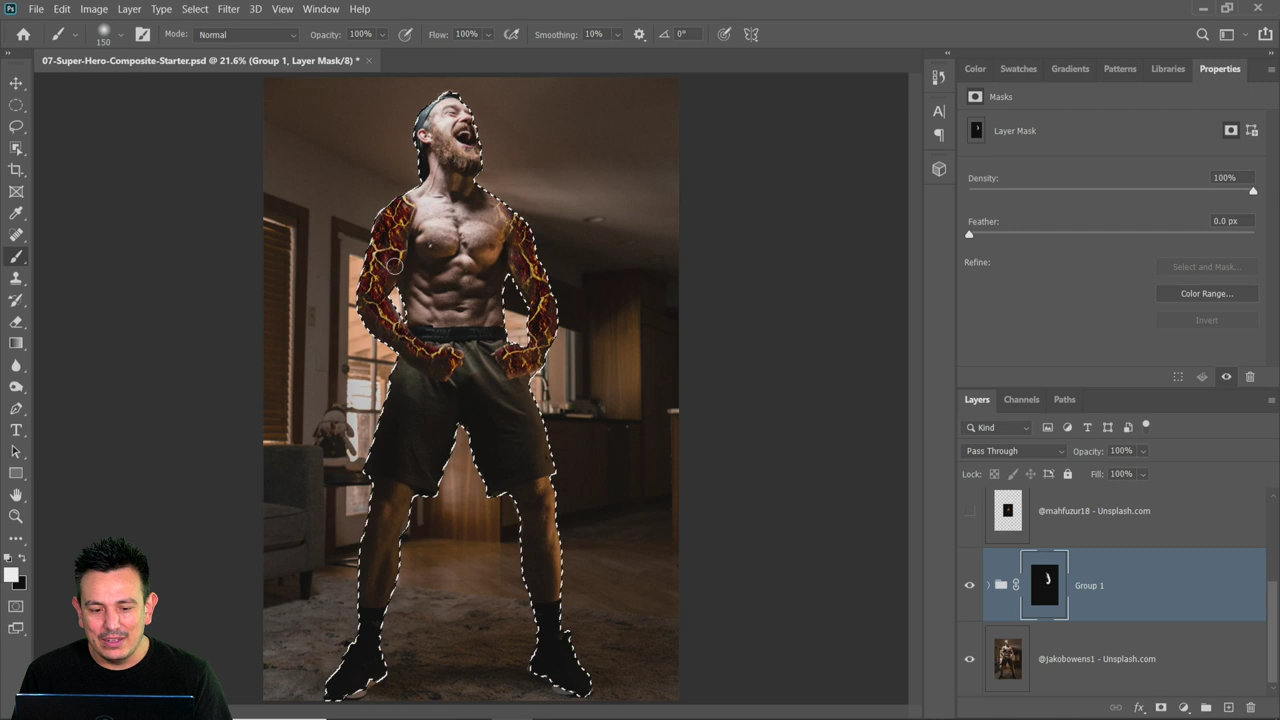 Ps File Edit Image Layer Type Select Filter 3D View Window Help
150 Mode: Normal Opacity: 100% Flow: 100% Smoothing: 10% 0°
07-Super-Hero-Composite-Starter.psd @ 21.6% (Group 1, Layer Mask/8) *
Color Swatches Gradients Patterns Libraries Properties
Masks
Layer Mask
Density: 100%
Feather: 0.0 px
Refine: Select and Mask...
Color Range...
Invert
Layers Channels Paths
Kind
Pass Through Opacity: 100%
Lock: Fill: 100%
@mahfuzur18 - Unsplash.com
Group 1
@jakobowens1 - Unsplash.com